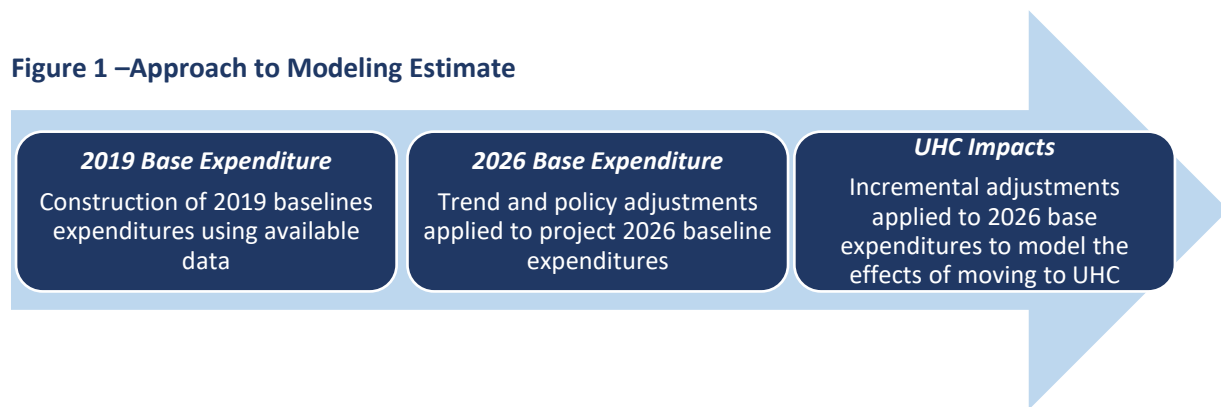 Figure 1 –Approach to Modeling Estimate
2019 Base Expenditure
Construction of 2019 baselines
expenditures using available
data
2026 Base Expenditure
Trend and policy adjustments
applied to project 2026 baseline
expenditures
UHC Impacts
Incremental adjustments
applied to 2026 base
expenditures to model the
effects of moving to UHC